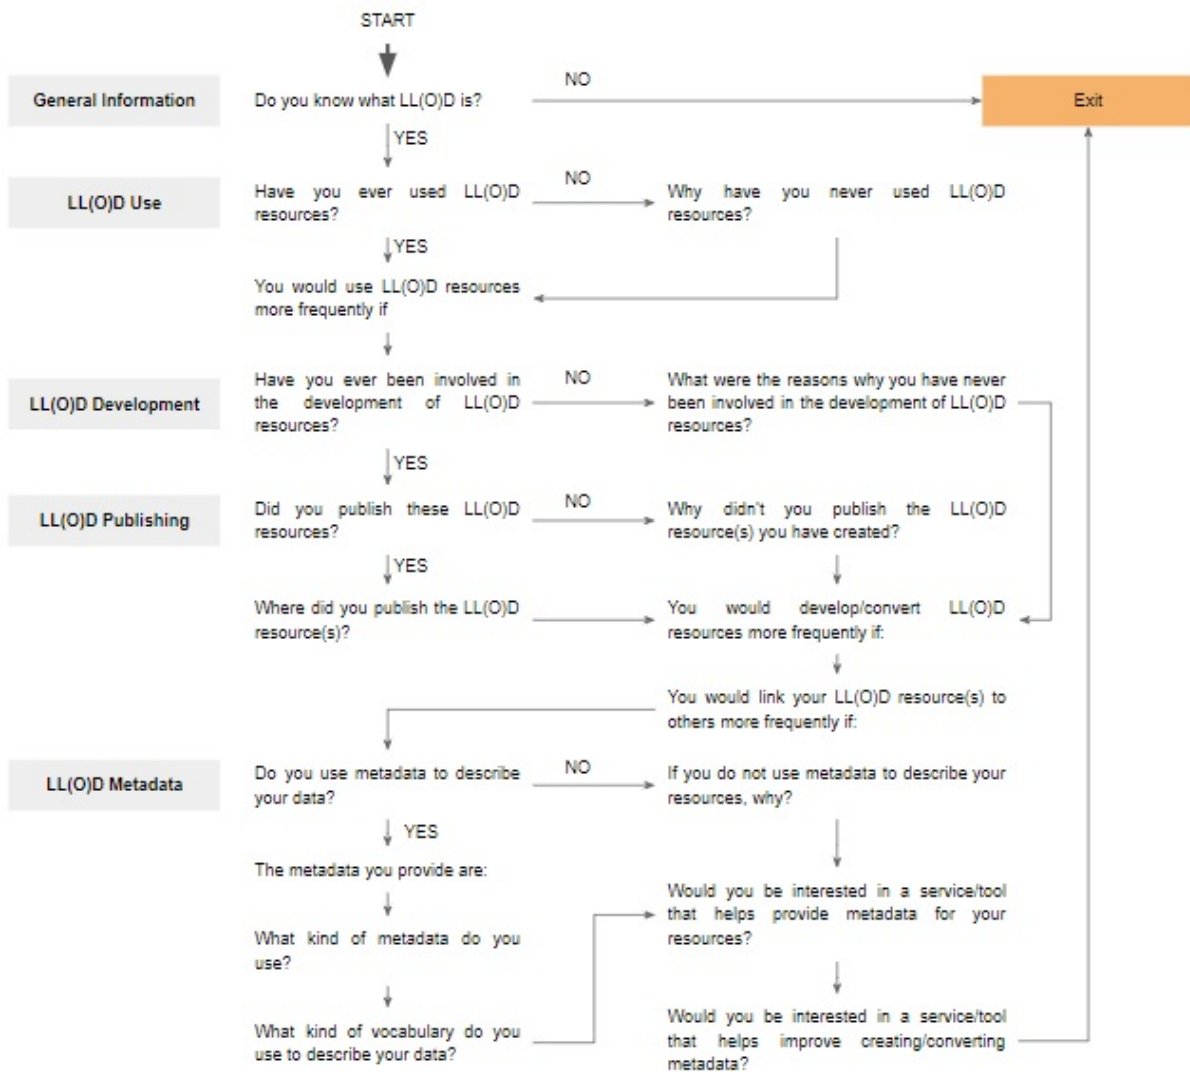 START
General Information
Do you know what LL(O)D is?
NO
Exit
YES
LL(O)D Use
Have you ever used LL(O)D
resources?
NO
Why have you never used LL(O)D
resources?
YES
You would use LL(O)D resources
more frequently if
LL(O)D Development
Have you ever been involved in
the development of LL(O)D
resources?
NO
What were the reasons why you have never
been involved in the development of LL(O)D
resources?
YES
LL(O)D Publishing
Did you publish these LL(O)D
resources?
NO
Why didn't you publish the LL(O)D
resource(s) you have created?
YES
Where did you publish the LL(O)D
resource(s)?
You would develop/convert LL(O)D
resources more frequently if:
You would link your LL(O)D resource(s) to
others more frequently if:
LL(O)D Metadata
Do you use metadata to describe
your data?
NO
If you do not use metadata to describe your
resources, why?
YES
The metadata you provide are:
Would you be interested in a service/tool
that helps provide metadata for your
resources?
What kind of metadata do you
use?
What kind of vocabulary do you
use to describe your data?
Would you be interested in a service/tool
that helps improve creating/converting
metadata?